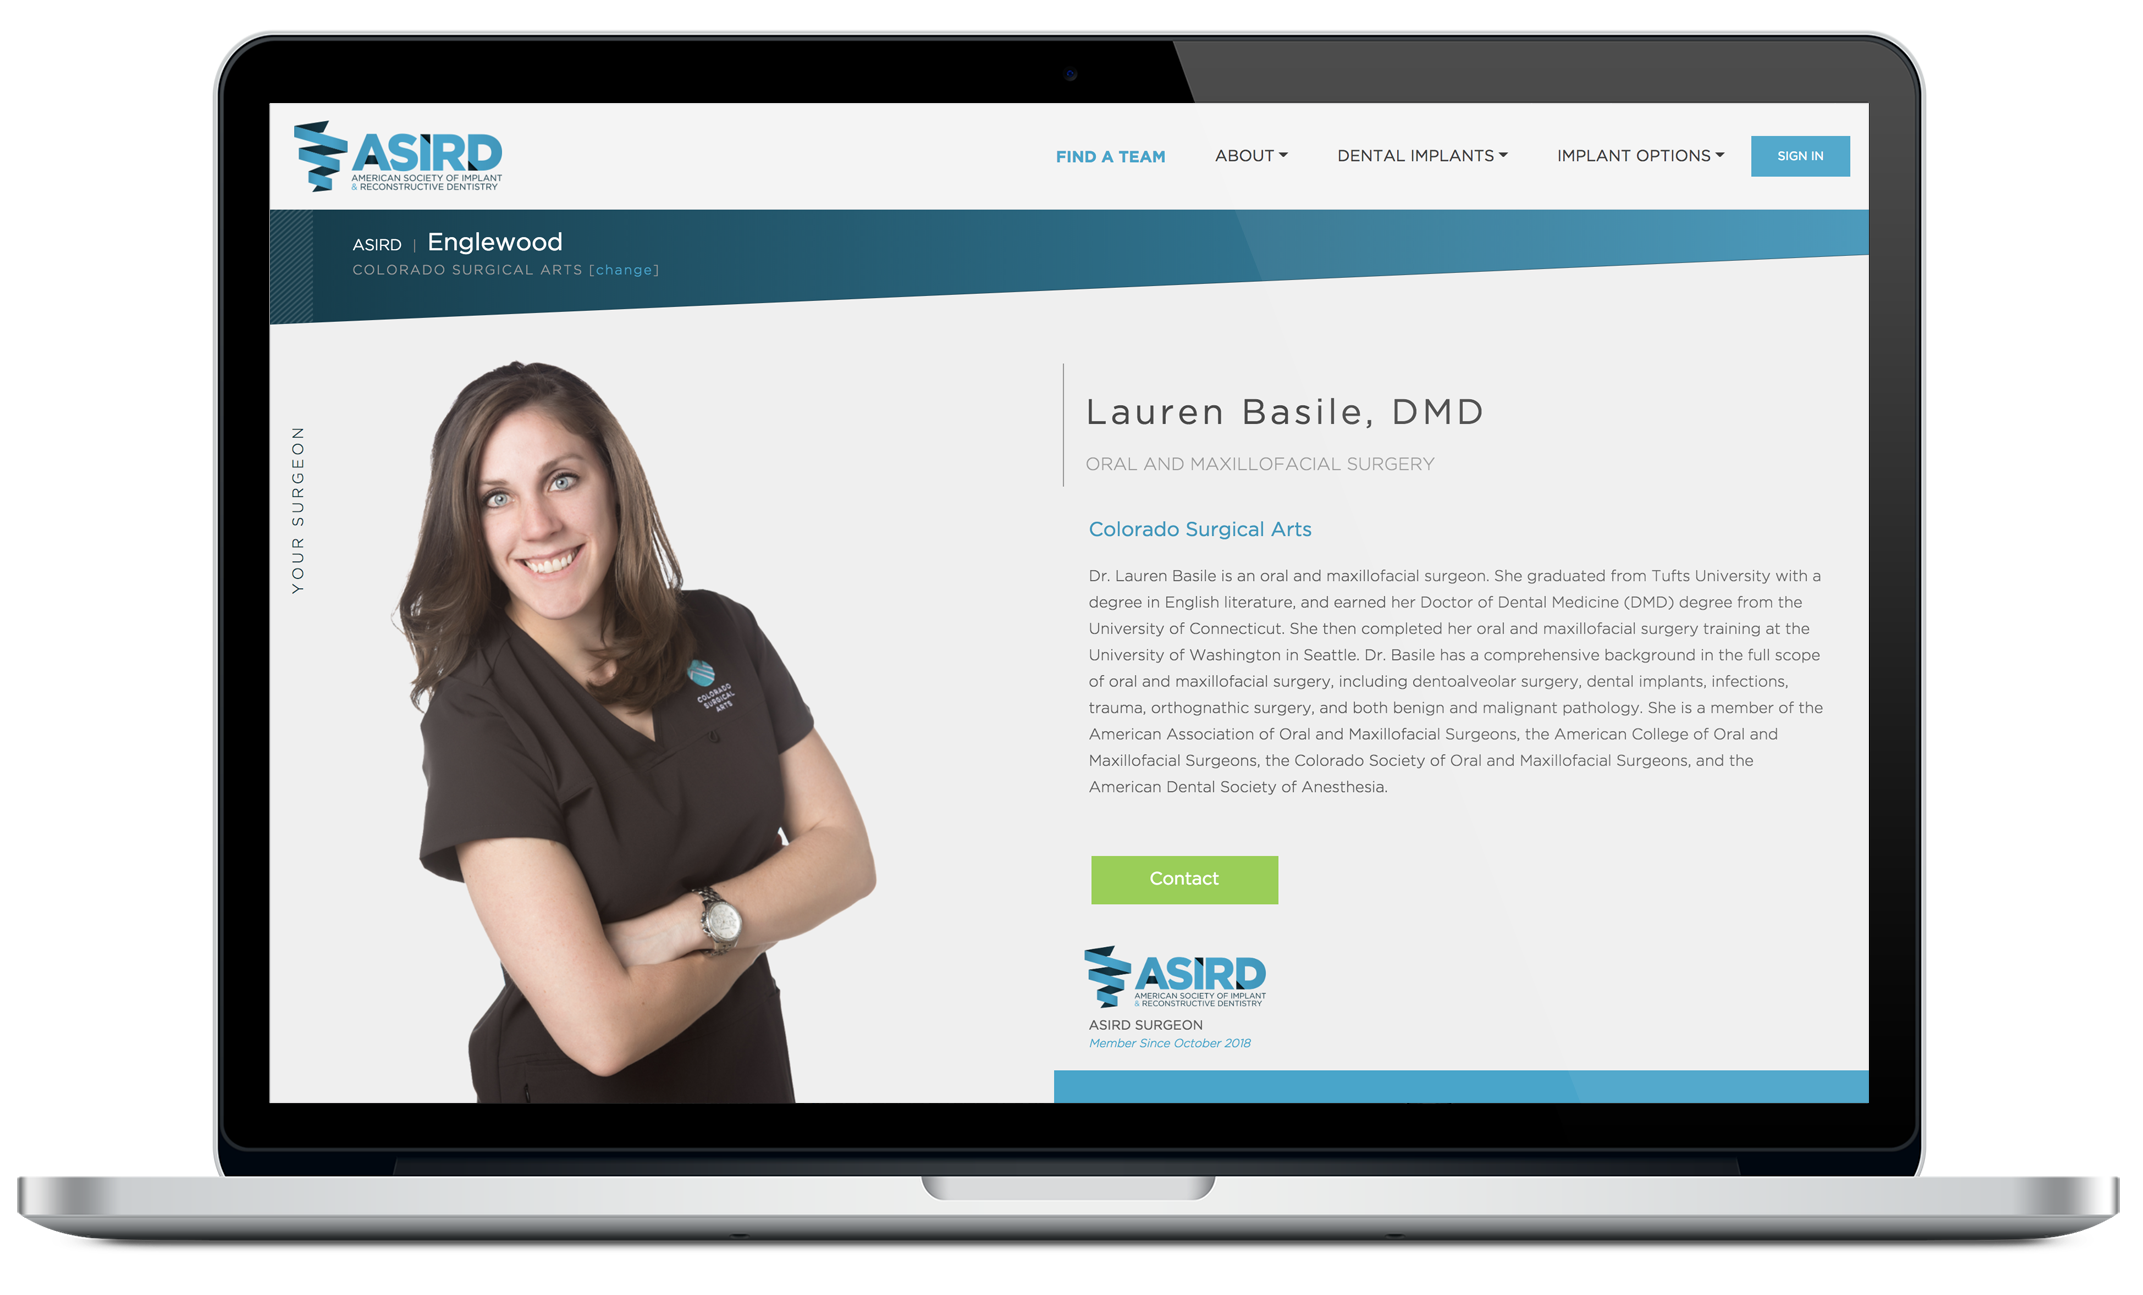 ASIRD
AMERICAN SOCIETY OF IMPLANT
& RECONSTRUCTIVE DENTISTRY
FIND A TEAM
ABOUT
DENTAL IMPLANTS
IMPLANT OPTIONS
SIGN IN
ASIRD | Englewood
COLORADO SURGICAL ARTS [change]
YOUR SURGEON
COLORADO
SURGICAL
ARTS
Lauren Basile, DMD
ORAL AND MAXILLOFACIAL SURGERY
Colorado Surgical Arts
Dr. Lauren Basile is an oral and maxillofacial surgeon. She graduated from Tufts University with a
degree in English literature, and earned her Doctor of Dental Medicine (DMD) degree from the
University of Connecticut. She then completed her oral and maxillofacial surgery training at the
University of Washington in Seattle. Dr. Basile has a comprehensive background in the full scope
of oral and maxillofacial surgery, including dentoalveolar surgery, dental implants, infections,
trauma, orthognathic surgery, and both benign and malignant pathology. She is a member of the
American Association of Oral and Maxillofacial Surgeons, the American College of Oral and
Maxillofacial Surgeons, the Colorado Society of Oral and Maxillofacial Surgeons, and the
American Dental Society of Anesthesia.
Contact
ASIRD
AMERICAN SOCIETY OF IMPLANT
& RECONSTRUCTIVE DENTISTRY
ASIRD SURGEON
Member Since October 2018